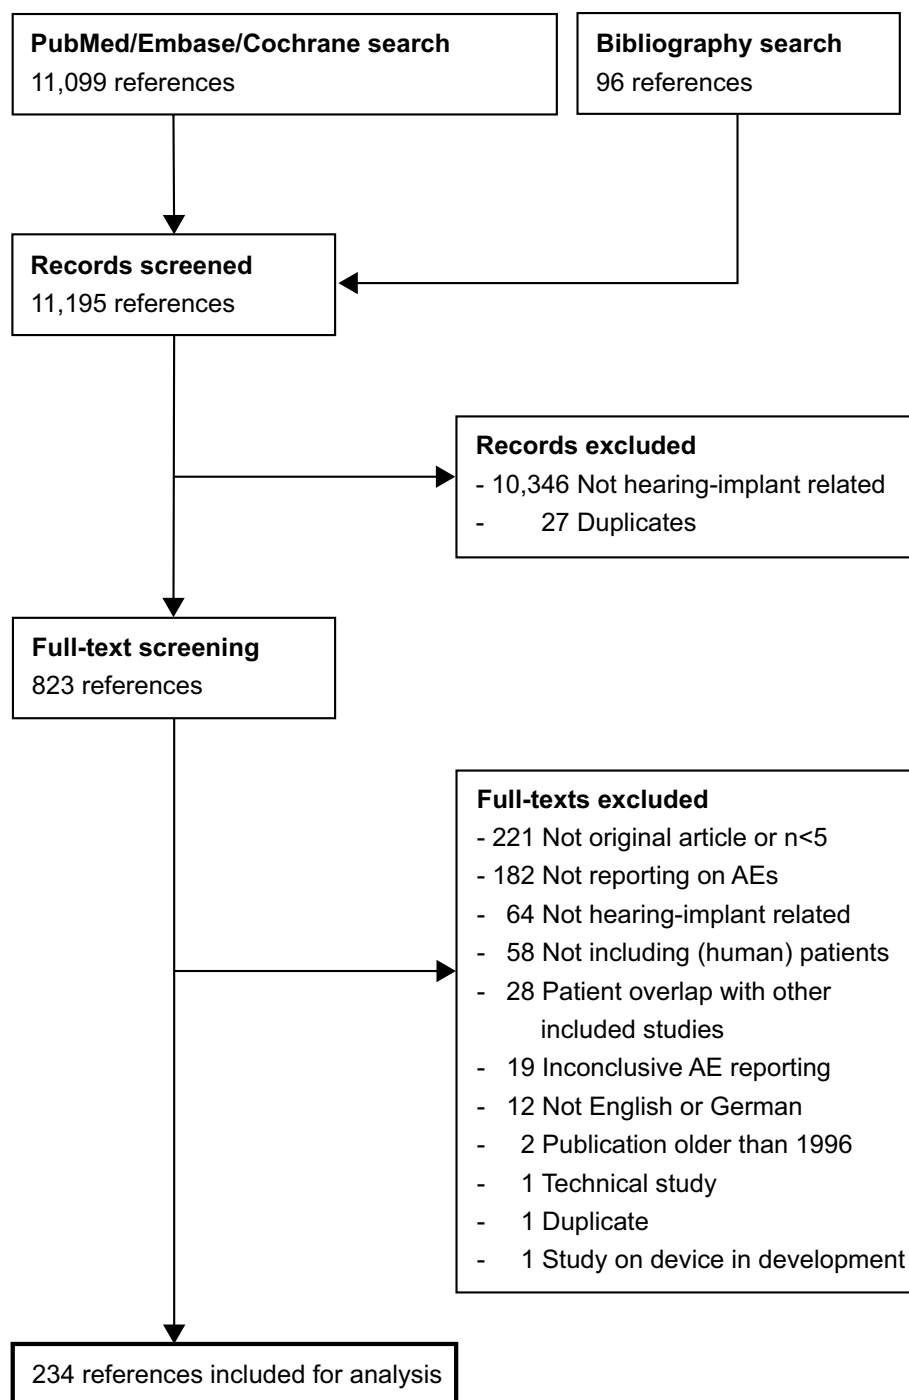 PubMed/Embase/Cochrane search
11,099 references
Bibliography search
96 references
Records screened
11,195 references
Records excluded
- 10,346 Not hearing-implant related
- 27 Duplicates
Full-text screening
823 references
Full-texts excluded
- 221 Not original article or n<5
- 182 Not reporting on AEs
- 64 Not hearing-implant related
- 58 Not including (human) patients
- 28 Patient overlap with other
included studies
- 19 Inconclusive AE reporting
- 12 Not English or German
- 2 Publication older than 1996
- 1 Technical study
- 1 Duplicate
- 1 Study on device in development
234 references included for analysis